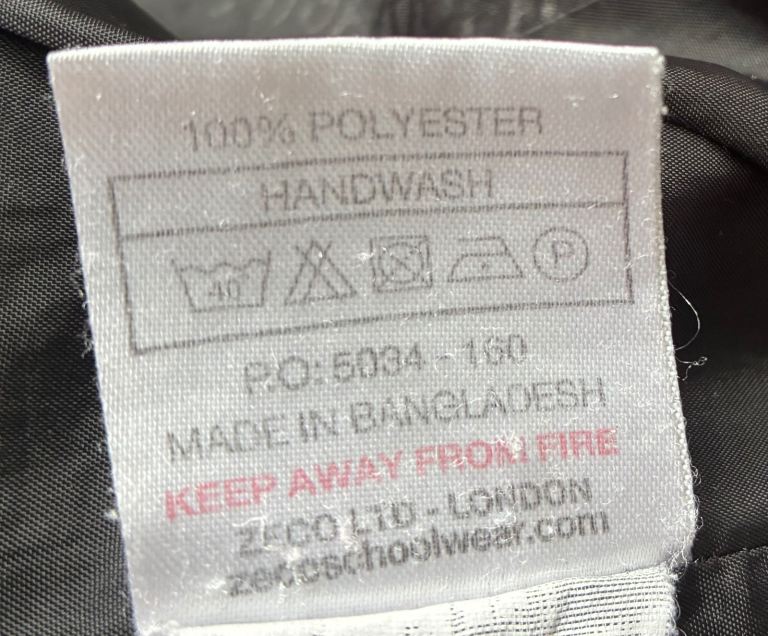 100% POLYESTER
HANDWASH
40 P
P.O: 5034 - 160
MADE IN BANGLADESH
KEEP AWAY FROM FIRE
ZECO LTD - LONDON
zecoschoolwear.com